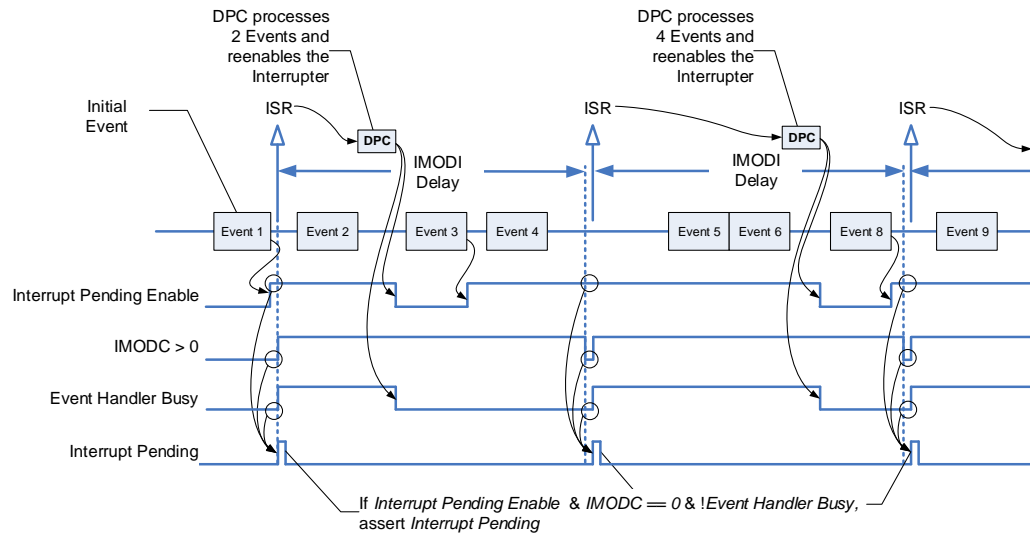 DPC processes
2 Events and
reenables the
Interrupter
DPC processes
4 Events and
reenables the
Interrupter
Initial
Event
ISR
DPC
ISR
DPC
ISR
IMODI
Delay
IMODI
Delay
Event 1
Event 2
Event 3
Event 4
Event 5
Event 6
Event 8
Event 9
Interrupt Pending Enable
IMODC > 0
Event Handler Busy
Interrupt Pending
If Interrupt Pending Enable & IMODC == 0 & !Event Handler Busy,
assert Interrupt Pending